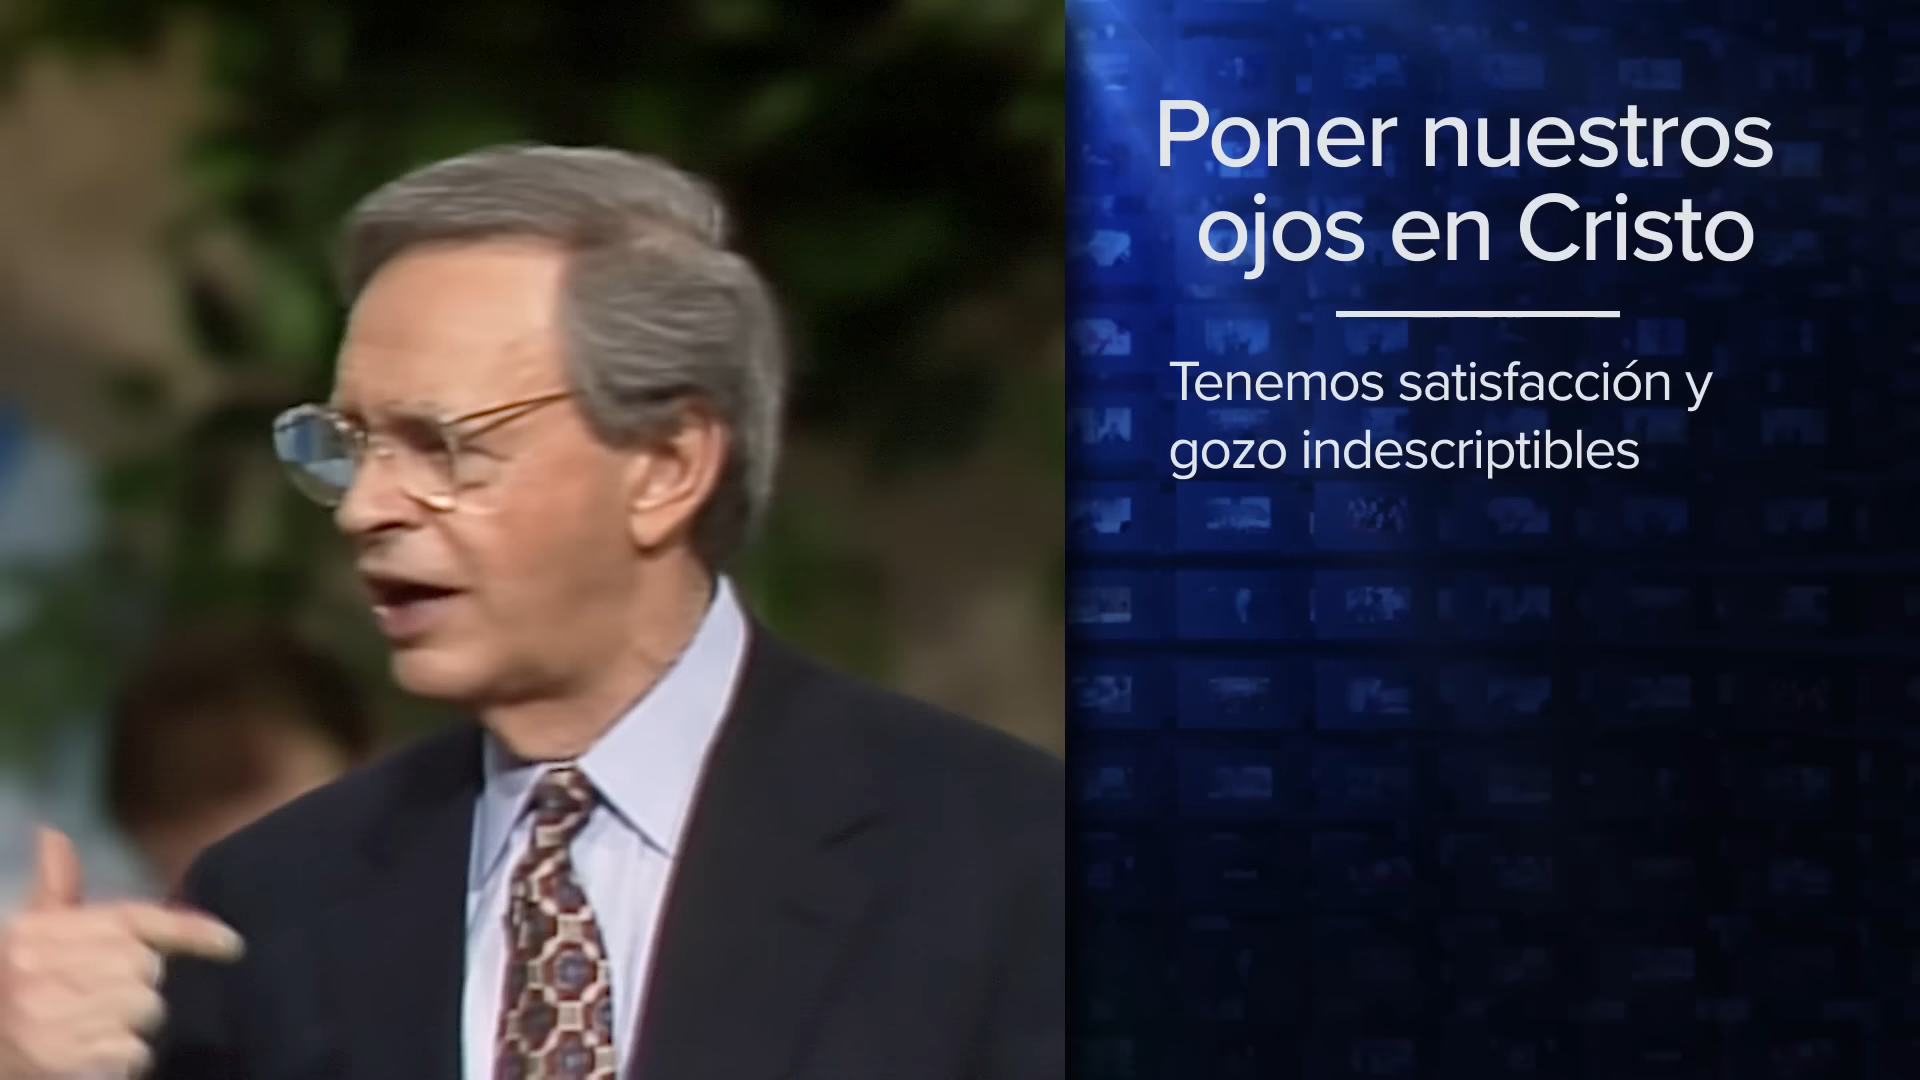 Poner nuestros
ojos en Cristo
Tenemos satisfacción y
gozo indescriptibles